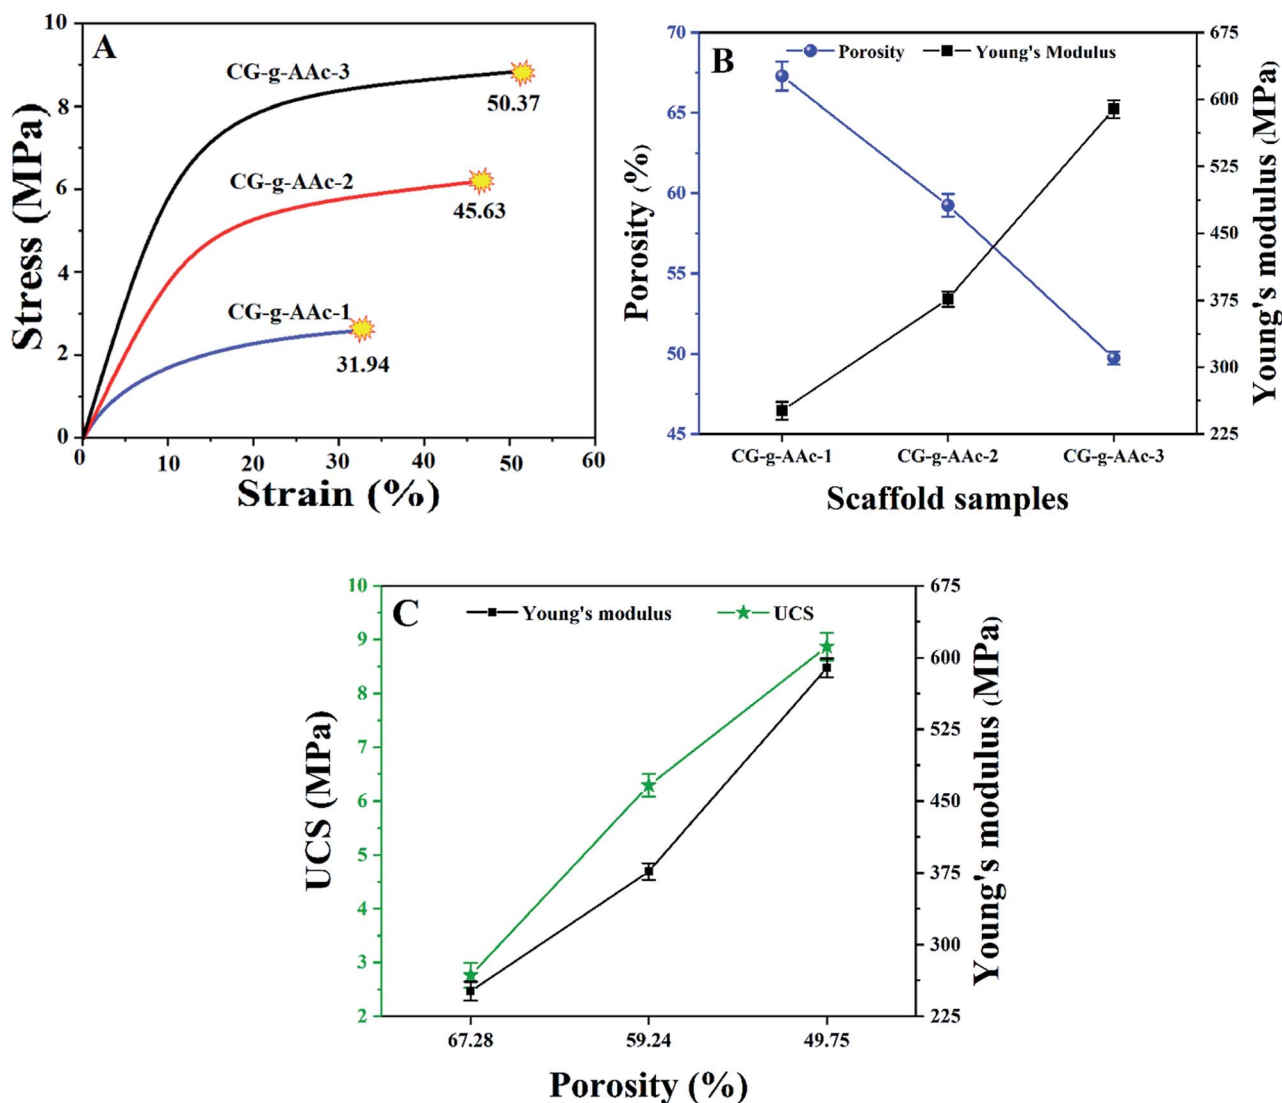 A
10
8
6
4
2
0
Stress (MPa)
CG-g-AAc-3
50.37
CG-g-AAc-2
45.63
CG-g-AAc-1
31.94
0 10 20 30 40 50 60
Strain (%)
B
Porosity Young's Modulus
70
65
60
55
50
45
Porosity (%)
675
600
525
450
375
300
225
Young's modulus (MPa)
CG-g-AAc-1 CG-g-AAc-2 CG-g-AAc-3
Scaffold samples
C
Young's modulus UCS
10
9
8
7
6
5
4
3
2
UCS (MPa)
675
600
525
450
375
300
225
Young's modulus (MPa)
67.28 59.24 49.75
Porosity (%)